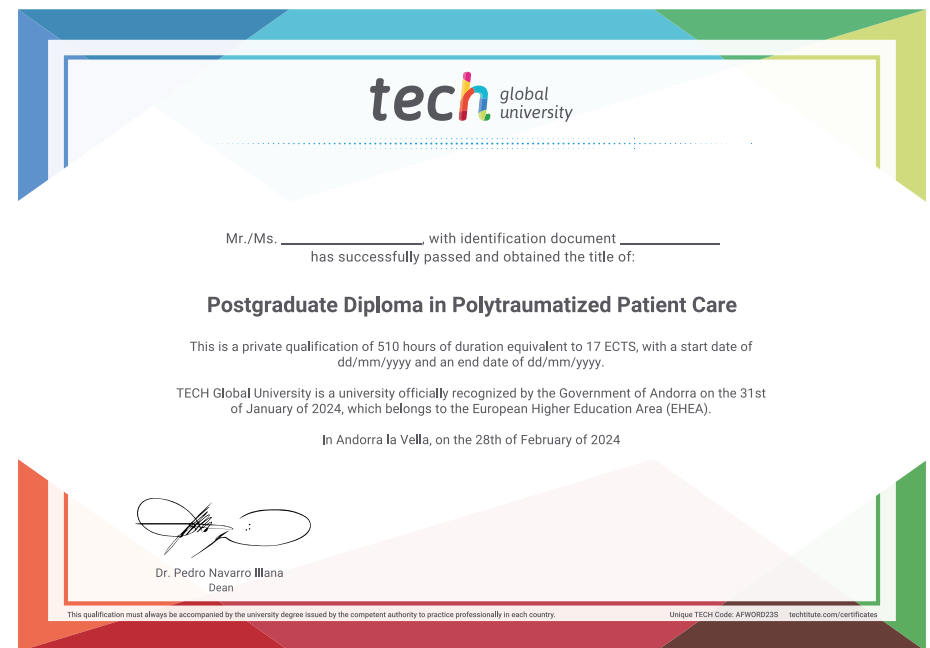 tech global
university
Mr./Ms. ____________, with identification document ____________
has successfully passed and obtained the title of:
Postgraduate Diploma in Polytraumatized Patient Care
This is a private qualification of 510 hours of duration equivalent to 17 ECTS, with a start date of
dd/mm/yyyy and an end date of dd/mm/yyyy.
TECH Global University is a university officially recognized by the Government of Andorra on the 31st
of January of 2024, which belongs to the European Higher Education Area (EHEA).
In Andorra la Vella, on the 28th of February of 2024
Dr. Pedro Navarro Illana
Dean
This qualification must always be accompanied by the university degree issued by the competent authority to practice professionally in each country.
Unique TECH Code: AFWORD23S techtitute.com/certificates